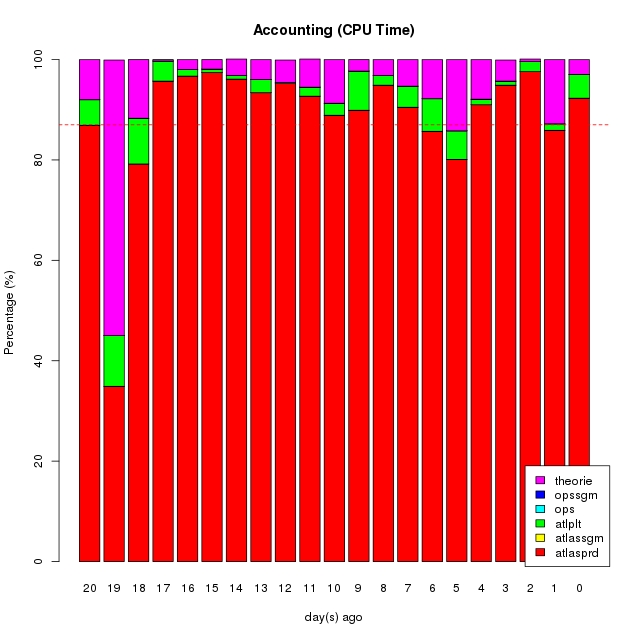 Accounting (CPU Time)
Percentage (%)
100
80
60
40
20
0
theorie
opssgm
ops
atlplt
atlassgm
atlasprd
20 19 18 17 16 15 14 13 12 11 10 9 8 7 6 5 4 3 2 1 0
day(s) ago